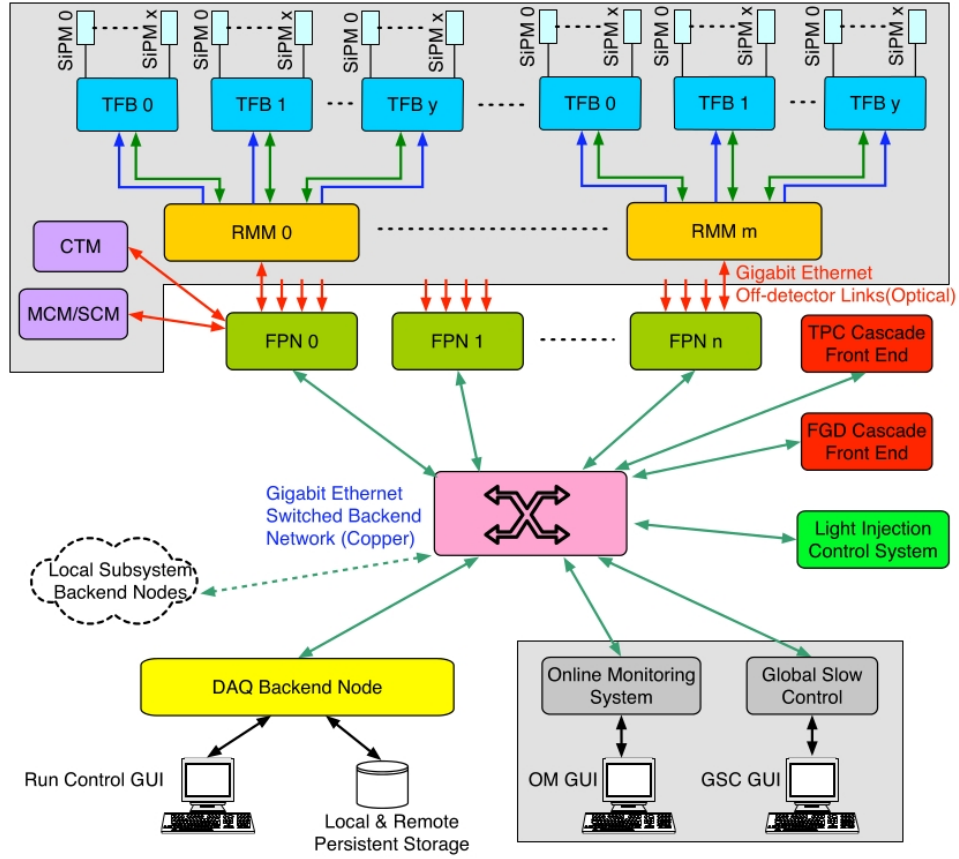 SiPM 0
SiPM x
SiPM 0
SiPM x
SiPM 0
SiPM x
SiPM 0
SiPM x
SiPM 0
SiPM x
SiPM 0
SiPM x
TFB 0
TFB 1
TFB y
TFB 0
TFB 1
TFB y
RMM 0
RMM m
CTM
MCM/SCM
Gigabit Ethernet
Off-detector Links(Optical)
FPN 0
FPN 1
FPN n
TPC Cascade
Front End
FGD Cascade
Front End
Gigabit Ethernet
Switched Backend
Network (Copper)
Light Injection
Control System
Local Subsystem
Backend Nodes
DAQ Backend Node
Online Monitoring
System
Global Slow
Control
Run Control GUI
OM GUI
GSC GUI
Local & Remote
Persistent Storage